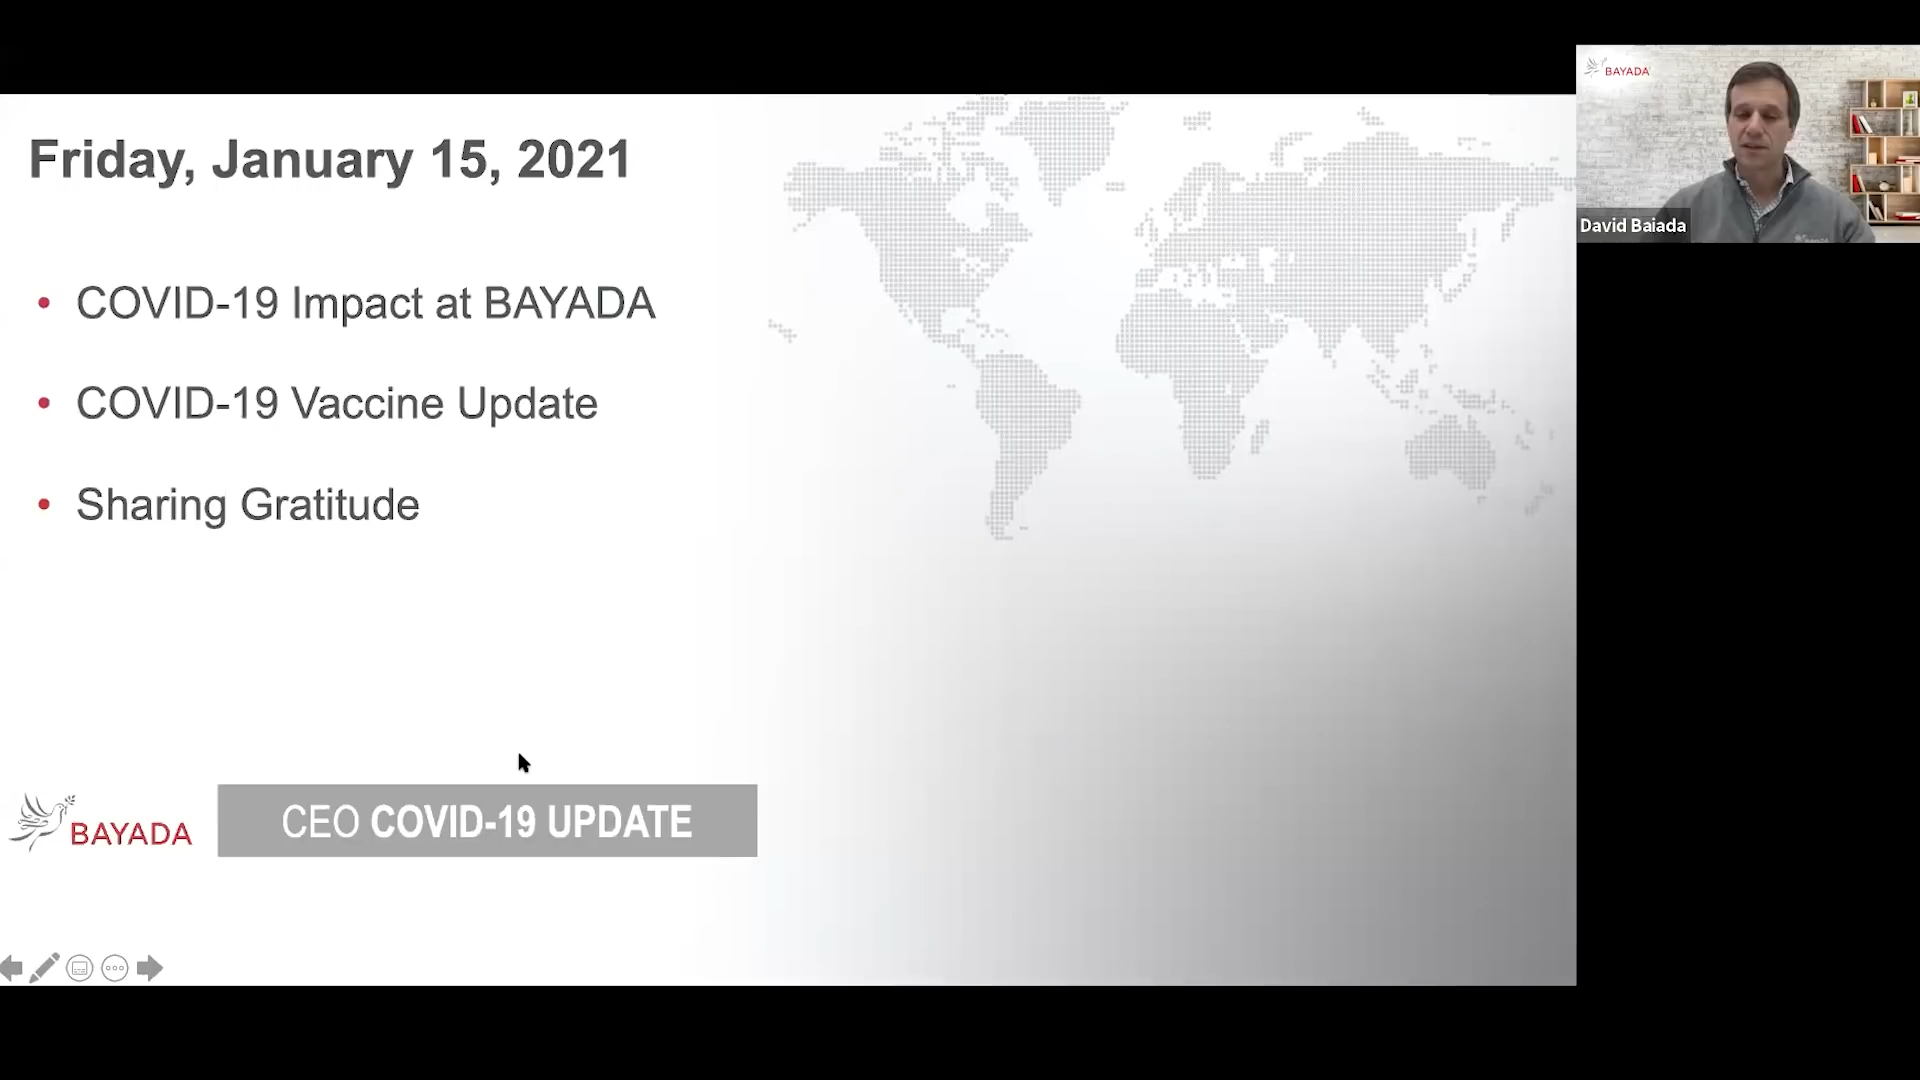 Friday, January 15, 2021
• COVID-19 Impact at BAYADA
• COVID-19 Vaccine Update
• Sharing Gratitude
BAYADA
CEO COVID-19 UPDATE
BAYADA
David Baiada